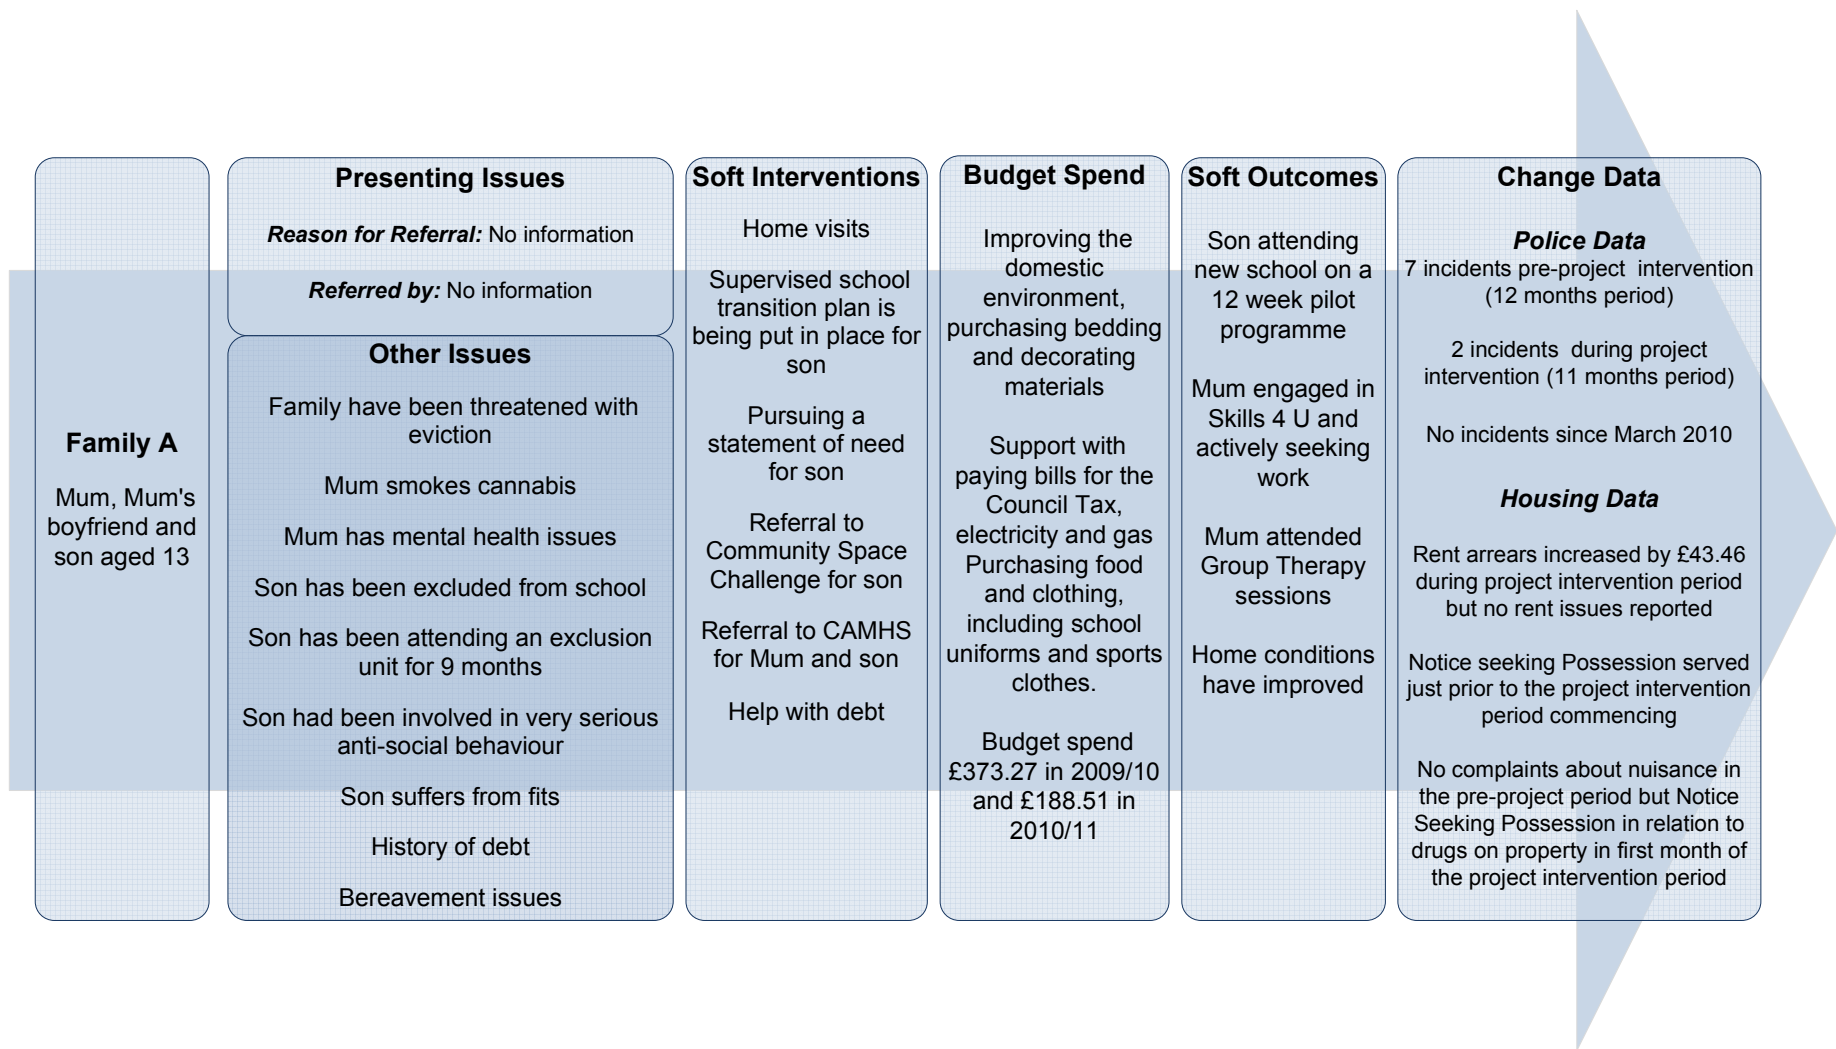 Family A
Mum, Mum's
boyfriend and
son aged 13
Presenting Issues
Reason for Referral: No information
Referred by: No information
Other Issues
Family have been threatened with
eviction
Mum smokes cannabis
Mum has mental health issues
Son has been excluded from school
Son has been attending an exclusion
unit for 9 months
Son had been involved in very serious
anti-social behaviour
Son suffers from fits
History of debt
Bereavement issues
Soft Interventions
Home visits
Supervised school
transition plan is
being put in place for
son
Pursuing a
statement of need
for son
Referral to
Community Space
Challenge for son
Referral to CAMHS
for Mum and son
Help with debt
Budget Spend
Improving the
domestic
environment,
purchasing bedding
and decorating
materials
Support with
paying bills for the
Council Tax,
electricity and gas
Purchasing food
and clothing,
including school
uniforms and sports
clothes.
Budget spend
£373.27 in 2009/10
and £188.51 in
2010/11
Soft Outcomes
Son attending
new school on a
12 week pilot
programme
Mum engaged in
Skills 4 U and
actively seeking
work
Mum attended
Group Therapy
sessions
Home conditions
have improved
Change Data
Police Data
7 incidents pre-project intervention
(12 months period)
2 incidents during project
intervention (11 months period)
No incidents since March 2010
Housing Data
Rent arrears increased by £43.46
during project intervention period
but no rent issues reported
Notice seeking Possession served
just prior to the project intervention
period commencing
No complaints about nuisance in
the pre-project period but Notice
Seeking Possession in relation to
drugs on property in first month of
the project intervention period